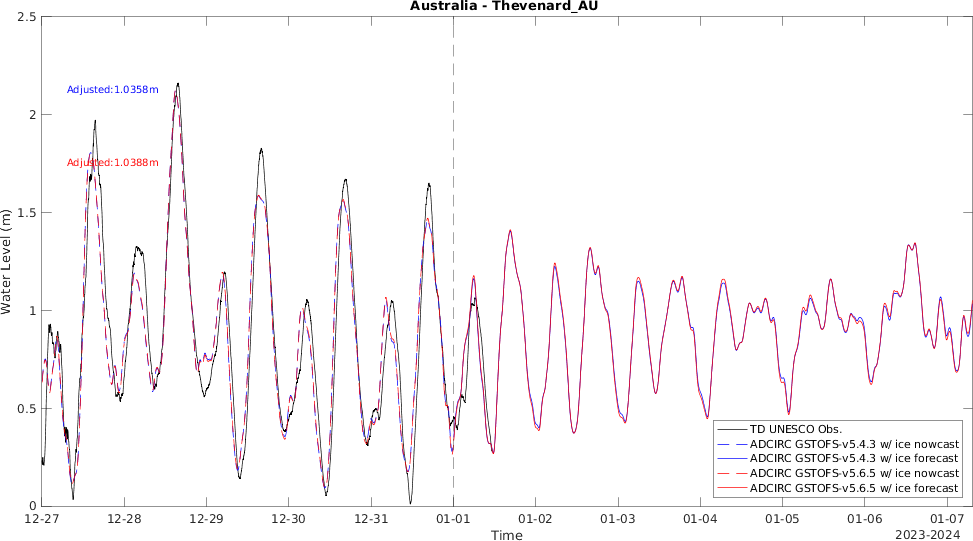 Australia - Thevenard_AU
Water Level (m)
2.5
2
1.5
1
0.5
0
Adjusted:1.0358m
Adjusted:1.0388m
TD UNESCO Obs.
ADCIRC GSTOFS-v5.4.3 w/ ice nowcast
ADCIRC GSTOFS-v5.4.3 w/ ice forecast
ADCIRC GSTOFS-v5.6.5 w/ ice nowcast
ADCIRC GSTOFS-v5.6.5 w/ ice forecast
12-27 12-28 12-29 12-30 12-31 01-01 01-02 01-03 01-04 01-05 01-06 01-07
Time
2023-2024